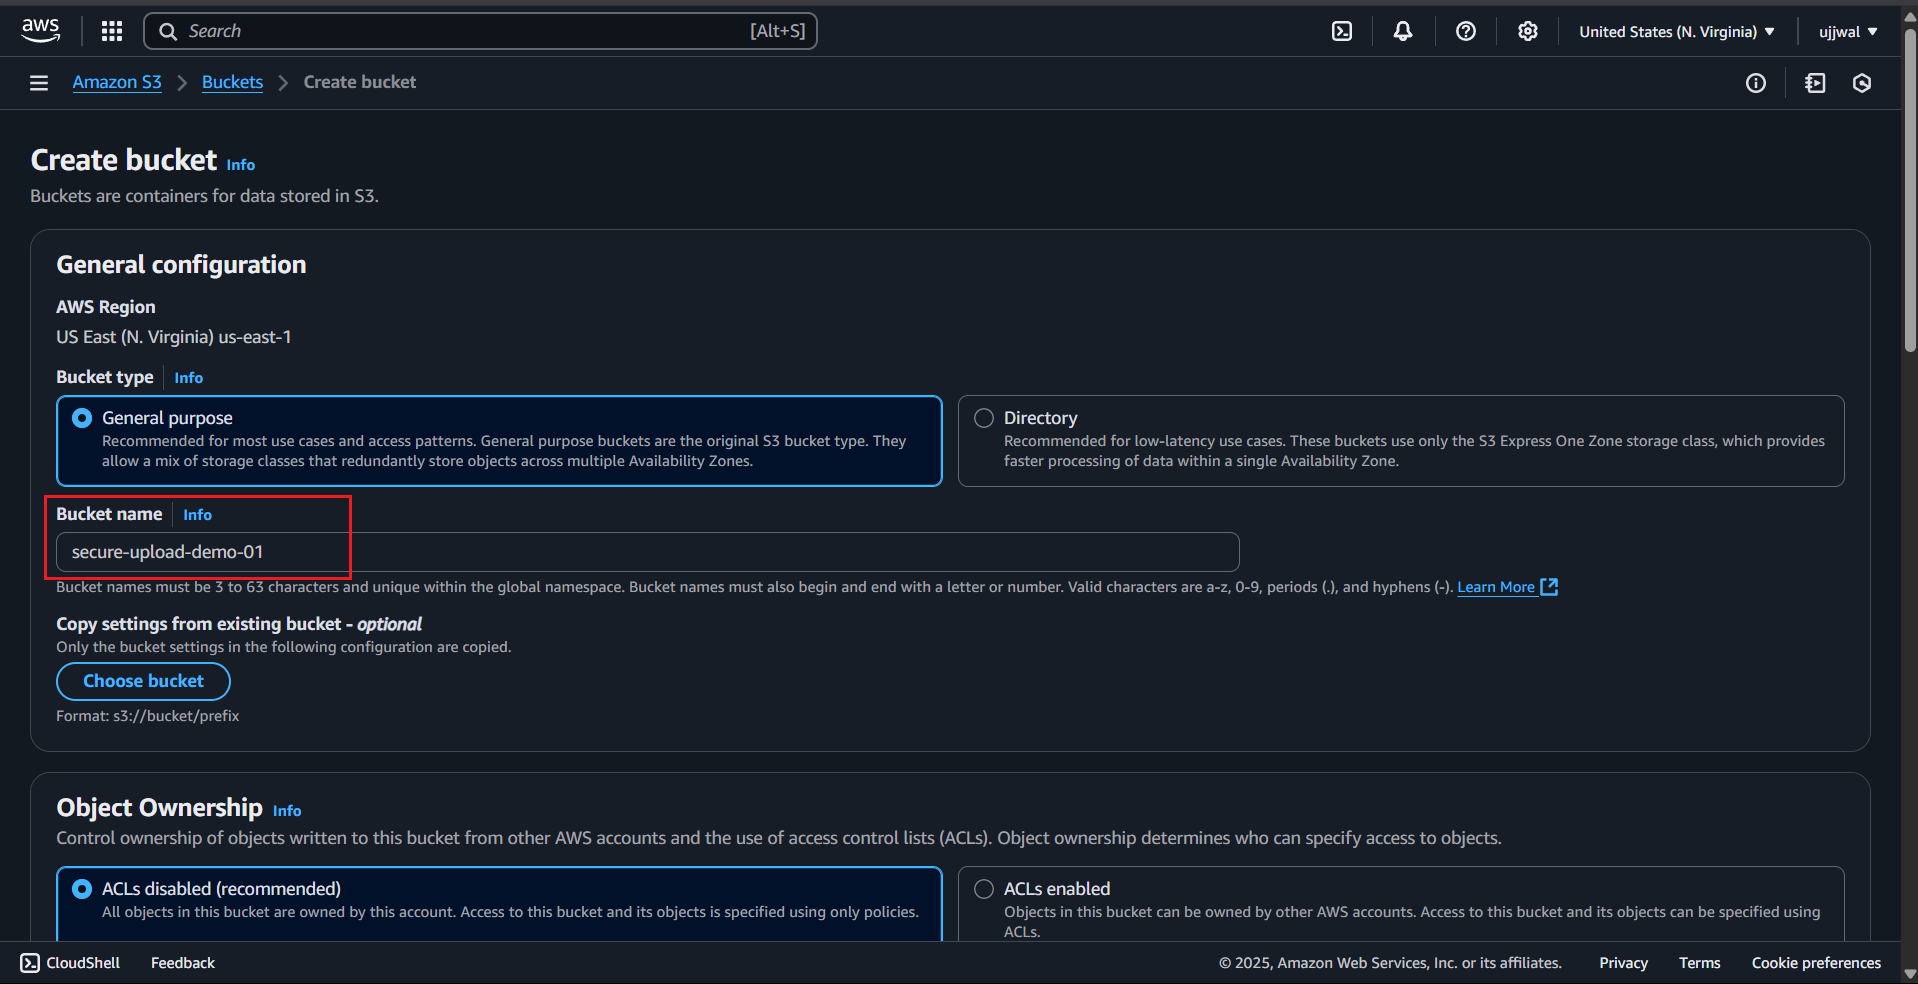 aws
Search [Alt+S]
United States (N. Virginia) ujjwal
Amazon S3 Buckets Create bucket
Create bucket Info
Buckets are containers for data stored in S3.
General configuration
AWS Region
US East (N. Virginia) us-east-1
Bucket type Info
General purpose
Recommended for most use cases and access patterns. General purpose buckets are the original S3 bucket type. They
allow a mix of storage classes that redundantly store objects across multiple Availability Zones.
Directory
Recommended for low-latency use cases. These buckets use only the S3 Express One Zone storage class, which provides
faster processing of data within a single Availability Zone.
Bucket name Info
secure-upload-demo-01
Bucket names must be 3 to 63 characters and unique within the global namespace. Bucket names must also begin and end with a letter or number. Valid characters are a-z, 0-9, periods (.), and hyphens (-). Learn More
Copy settings from existing bucket - optional
Only the bucket settings in the following configuration are copied.
Choose bucket
Format: s3://bucket/prefix
Object Ownership Info
Control ownership of objects written to this bucket from other AWS accounts and the use of access control lists (ACLs). Object ownership determines who can specify access to objects.
ACLs disabled (recommended)
All objects in this bucket are owned by this account. Access to this bucket and its objects is specified using only policies.
ACLs enabled
Objects in this bucket can be owned by other AWS accounts. Access to this bucket and its objects can be specified using
ACLs.
CloudShell Feedback © 2025, Amazon Web Services, Inc. or its affiliates. Privacy Terms Cookie preferences